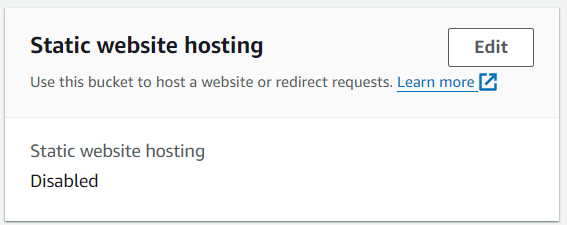 Static website hosting
Edit
Use this bucket to host a website or redirect requests. Learn more
Static website hosting
Disabled